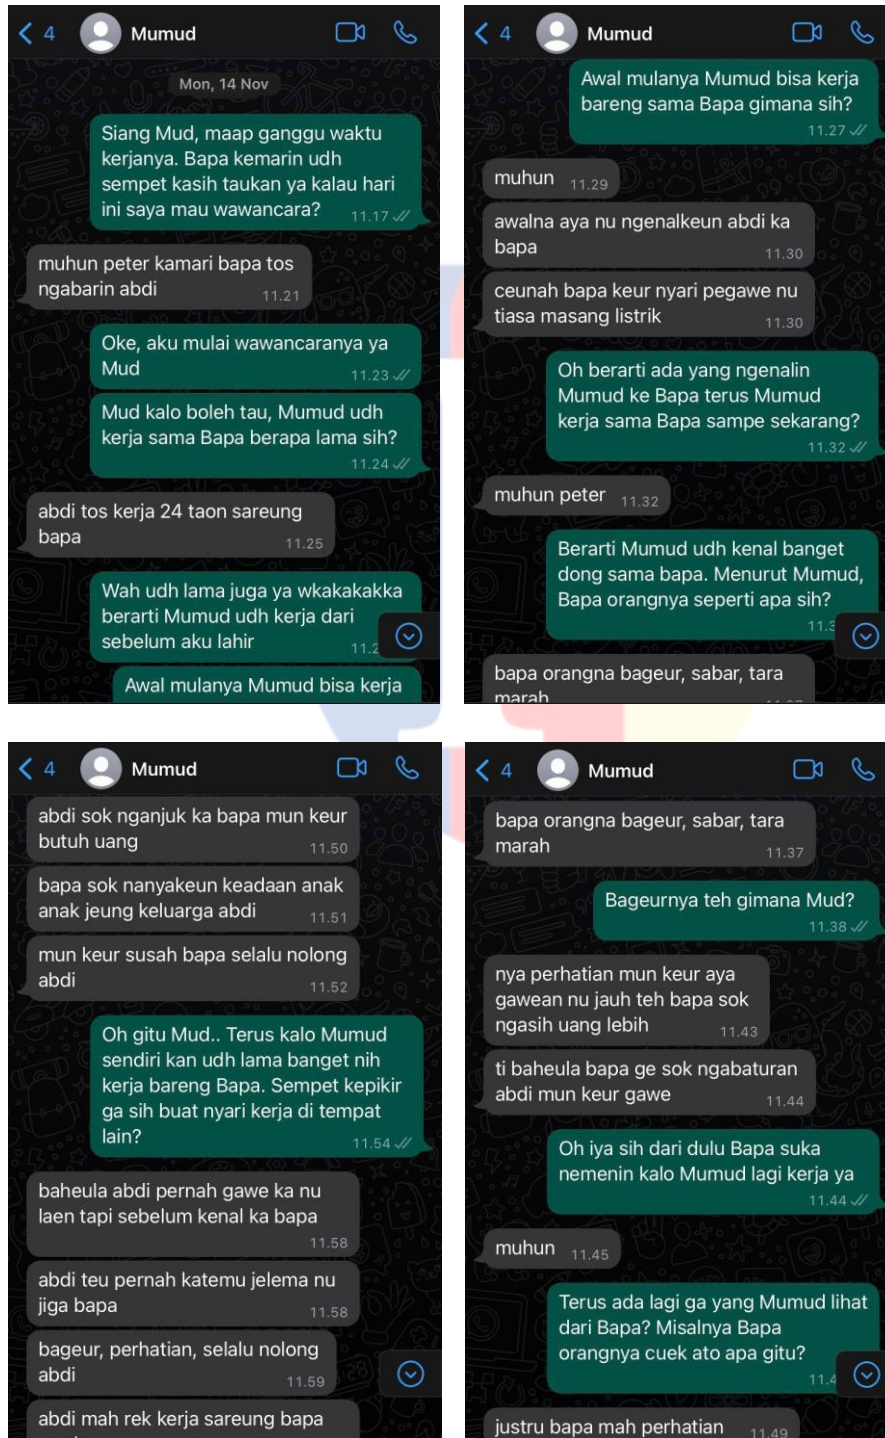 4 Mumud
Mon, 14 Nov
Siang Mud, maap ganggu waktu
kerjanya. Bapa kemarin udh
sempet kasih taukan ya kalau hari
ini saya mau wawancara? 11.17
muhun peter kamari bapa tos
ngabarin abdi 11.21
Oke, aku mulai wawancaranya ya
Mud 11.23
Mud kalo boleh tau, Mumud udh
kerja sama Bapa berapa lama sih?
11.24
abdi tos kerja 24 taon sareung
bapa 11.25
Wah udh lama juga ya wkakakakka
berarti Mumud udh kerja dari
sebelum aku lahir
Awal mulanya Mumud bisa kerja
4 Mumud
Awal mulanya Mumud bisa kerja
bareng sama Bapa gimana sih?
11.27
muhun 11.29
awalna aya nu ngenalkeun abdi ka
bapa 11.30
ceunah bapa keur nyari pegawe nu
tiasa masang listrik 11.30
Oh berarti ada yang ngenalin
Mumud ke Bapa terus Mumud
kerja sama Bapa sampe sekarang?
11.32
muhun peter 11.32
Berarti Mumud udh kenal banget
dong sama bapa. Menurut Mumud,
Bapa orangnya seperti apa sih?
bapa orangna bageur, sabar, tara
marah
4 Mumud
abdi sok nganjuk ka bapa mun keur
butuh uang 11.50
bapa sok nanyakeun keadaan anak
anak jeung keluarga abdi 11.51
mun keur susah bapa selalu nolong
abdi 11.52
Oh gitu Mud.. Terus kalo Mumud
sendiri kan udh lama banget nih
kerja bareng Bapa. Sempet kepikir
ga sih buat nyari kerja di tempat
lain? 11.54
baheula abdi pernah gawe ka nu
laen tapi sebelum kenal ka bapa
11.58
abdi teu pernah katemu jelema nu
jiga bapa 11.58
bageur, perhatian, selalu nolong
abdi 11.59
abdi mah rek kerja sareung bapa
4 Mumud
bapa orangna bageur, sabar, tara
marah 11.37
Bageurnya teh gimana Mud?
11.38
nya perhatian mun keur aya
gawean nu jauh teh bapa sok
ngasih uang lebih 11.43
ti baheula bapa ge sok ngabaturan
abdi mun keur gawe 11.44
Oh iya sih dari dulu Bapa suka
nemenin kalo Mumud lagi kerja ya
11.44
muhun 11.45
Terus ada lagi ga yang Mumud lihat
dari Bapa? Misalnya Bapa
orangnya cuek ato apa gitu?
justru bapa mah perhatian 11.49